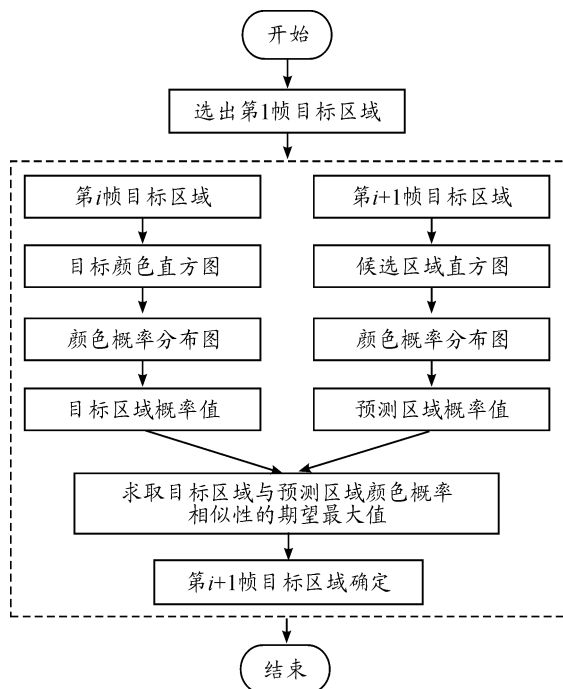 开始
选出第1帧目标区域
第i帧目标区域
第i+1帧目标区域
目标颜色直方图
候选区域直方图
颜色概率分布图
颜色概率分布图
目标区域概率值
预测区域概率值
求取目标区域与预测区域颜色概率
相似性的期望最大值
第i+1帧目标区域确定
结束